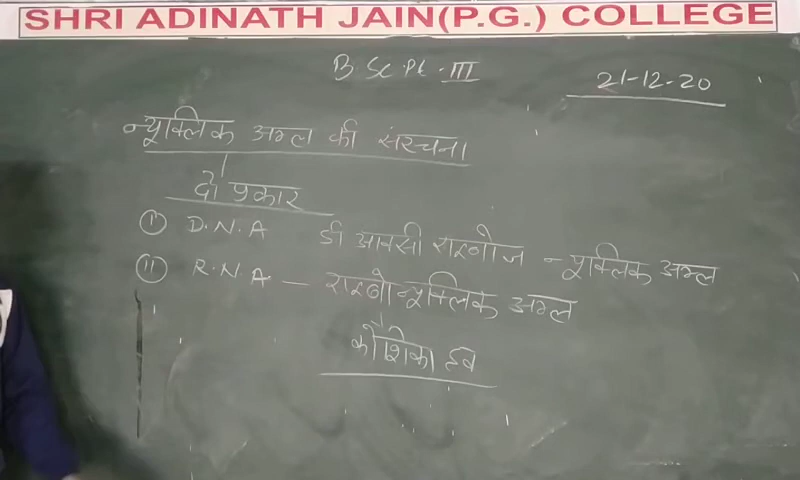 SHRI ADINATH JAIN(P.G.) COLLEGE
B.Sc.Pt.III
21-12-20
न्यूक्लिक अम्ल की संरचना
दो प्रकार
(i) D.N.A डी आक्सी राइबोज न्यूक्लिक अम्ल
(ii) R.N.A — राइबो न्यूक्लिक अम्ल
कोशिका द्रव